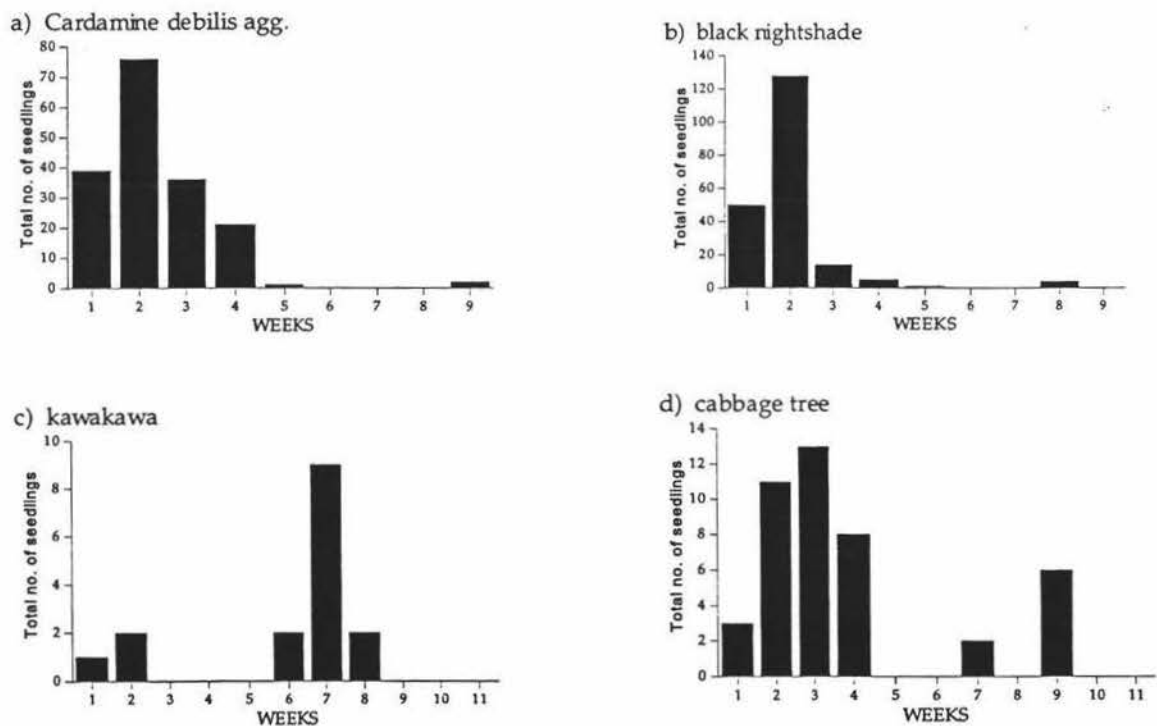 a) Cardamine debilis agg.
80
70
60
50
40
30
20
10
0
Total no. of seedlings
1 2 3 4 5 6 7 8 9
WEEKS
b) black nightshade
140
120
100
80
60
40
20
0
Total no. of seedlings
1 2 3 4 5 6 7 8 9
WEEKS
c) kawakawa
10
8
6
4
2
0
Total no. of seedlings
1 2 3 4 5 6 7 8 9 10 11
WEEKS
d) cabbage tree
14
12
10
8
6
4
2
0
Total no. of seedlings
1 2 3 4 5 6 7 8 9 10 11
WEEKS